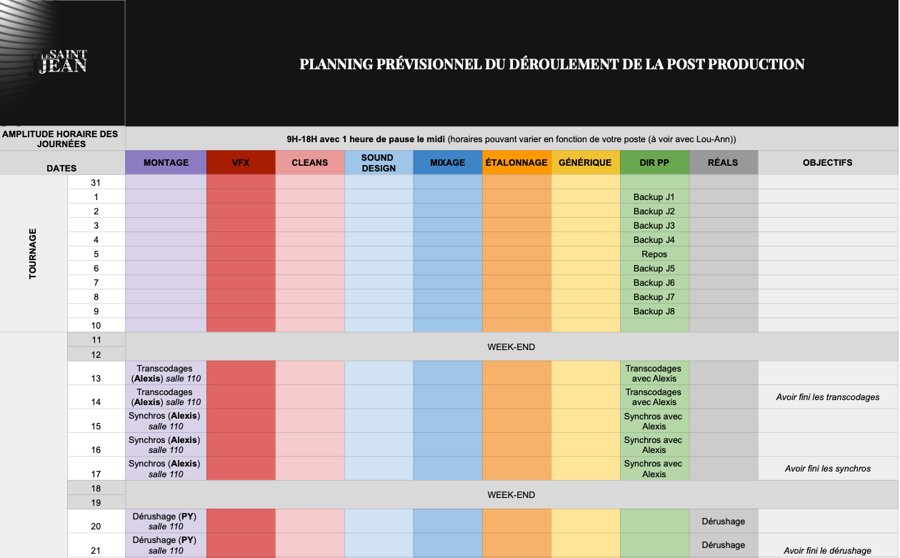 LE SAINT
JEAN
PLANNING PRÉVISIONNEL DU DÉROULEMENT DE LA POST PRODUCTION
AMPLITUDE HORAIRE DES
JOURNÉES
9H-18H avec 1 heure de pause le midi (horaires pouvant varier en fonction de votre poste (à voir avec Lou-Ann))
DATES
MONTAGE
VFX
CLEANS
SOUND
DESIGN
MIXAGE
ÉTALONNAGE
GÉNÉRIQUE
DIR PP
RÉALS
OBJECTIFS
TOURNAGE
31
1 Backup J1
2 Backup J2
3 Backup J3
4 Backup J4
5 Repos
6 Backup J5
7 Backup J6
8 Backup J7
9 Backup J8
10
11
12
WEEK-END
13
Transcodages
(Alexis) salle 110
Transcodages
avec Alexis
14
Transcodages
(Alexis) salle 110
Transcodages
avec Alexis
Avoir fini les transcodages
15
Synchros (Alexis)
salle 110
Synchros avec
Alexis
16
Synchros (Alexis)
salle 110
Synchros avec
Alexis
17
Synchros (Alexis)
salle 110
Synchros avec
Alexis
Avoir fini les synchros
18
19
WEEK-END
20
Dérushage (PY)
salle 110
Dérushage
21
Dérushage (PY)
salle 110
Dérushage
Avoir fini le dérushage